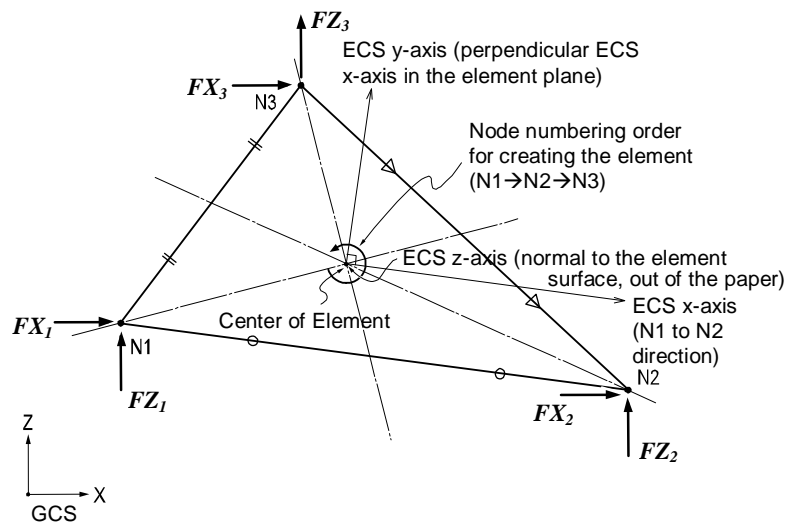 FZ3
ECS y-axis (perpendicular ECS
x-axis in the element plane)
FX3
N3
Node numbering order
for creating the element
(N1→N2→N3)
ECS z-axis (normal to the element
surface, out of the paper)
ECS x-axis
(N1 to N2
direction)
Center of Element
FX1
N1
FZ1
N2
FX2
FZ2
Z
X
GCS